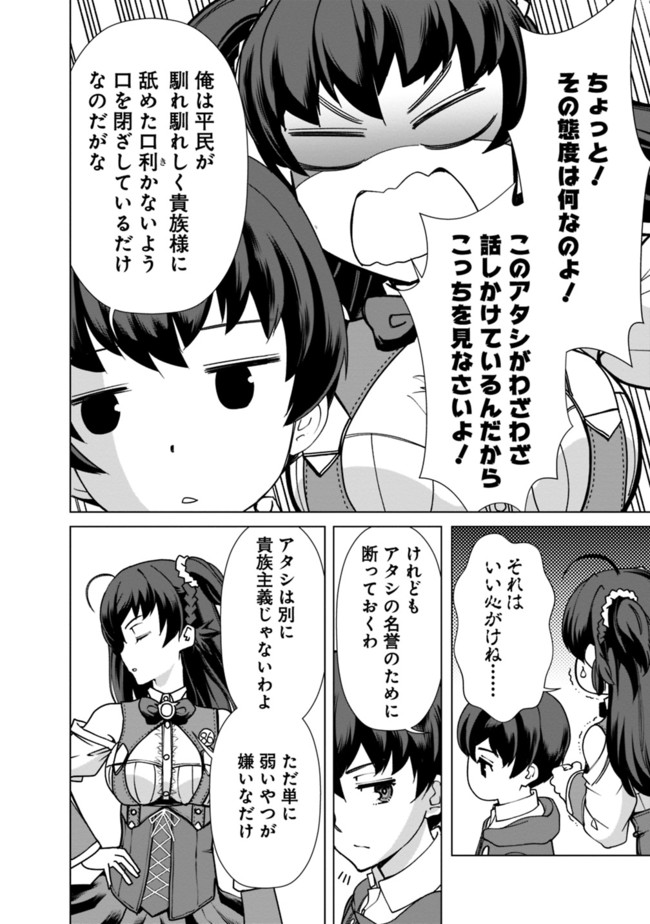 ちょっと！
その態度は何なのよ！
このアタシがわざわざ
話しかけているんだから
こっちを見なさいよ！
俺は平民が
馴れ馴れしく貴族様に
舐めた口利かないよう
き
口を閉ざしているだけ
なのだがな
それは
いい心がけね……
けれども
アタシの名誉のために
断っておくわ
アタシは別に
貴族主義じゃないわよ
ただ単に
弱いやつが
嫌いなだけ